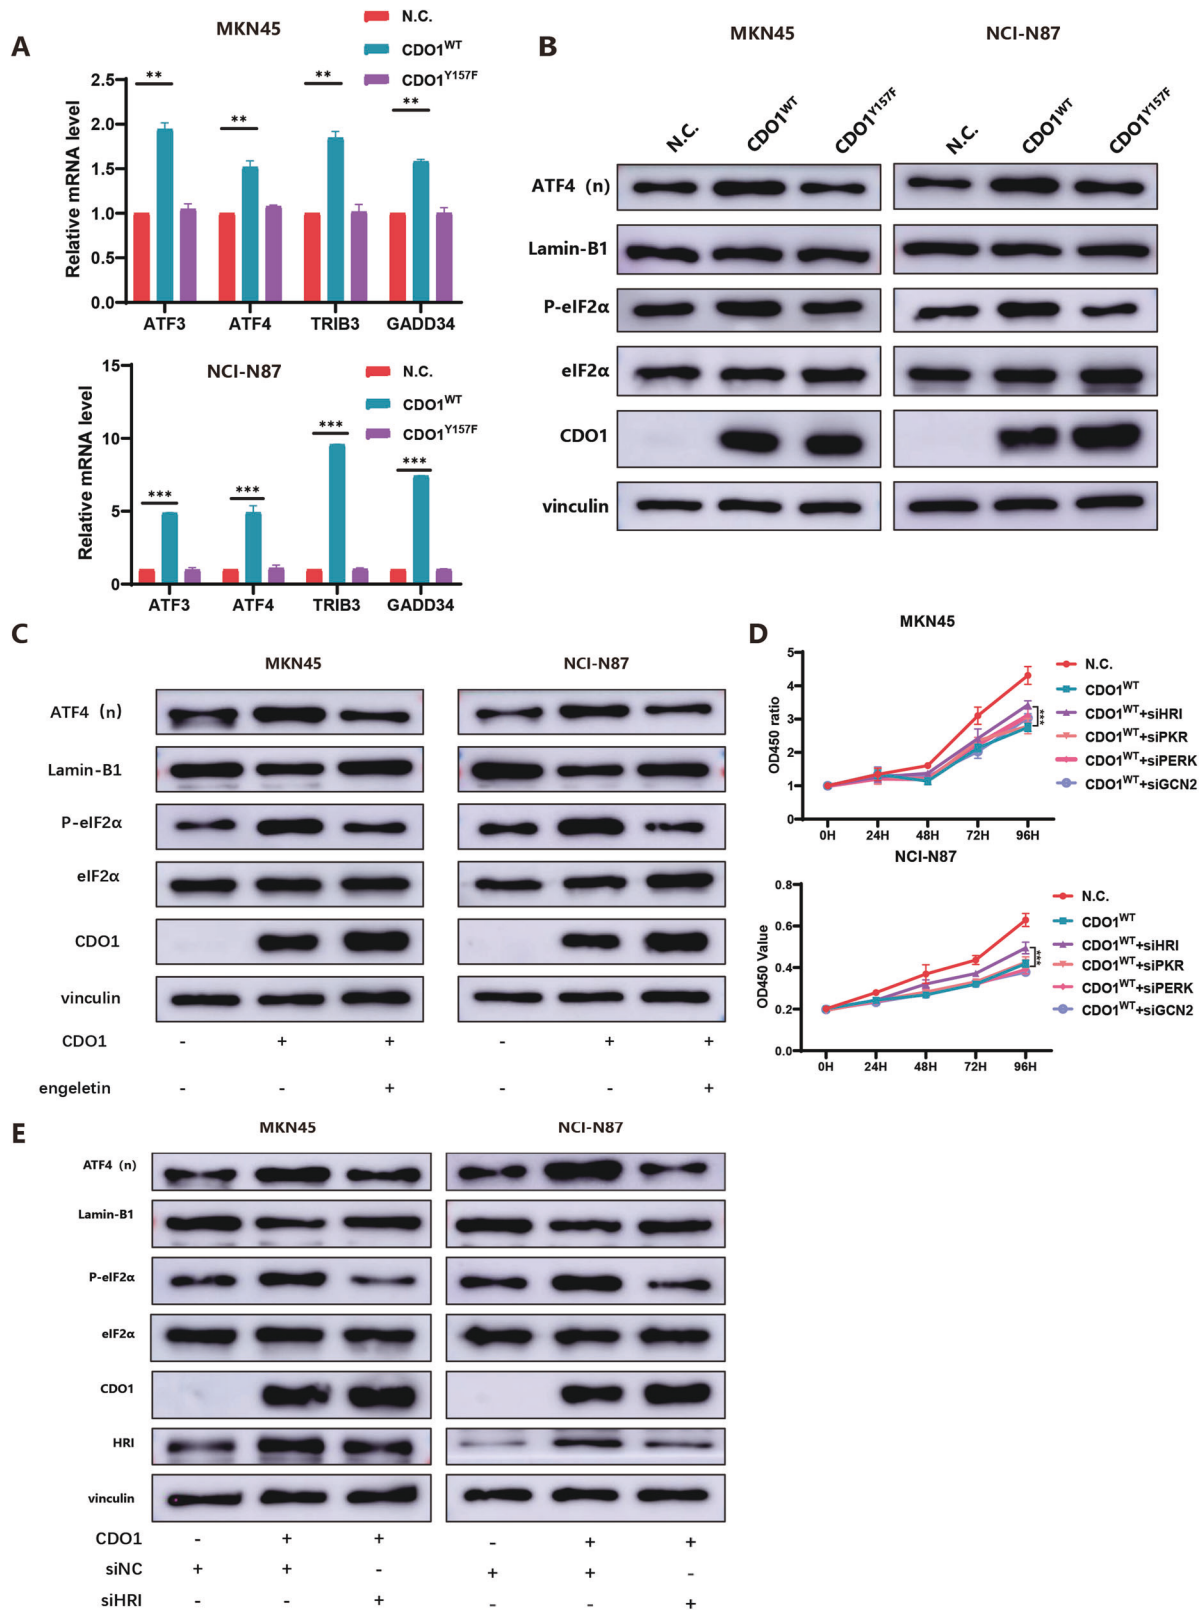 A
MKN45
N.C.
CDO1WT
CDO1Y157F
Relative mRNA level
2.5
2.0
1.5
1.0
0.5
0.0
** ** ** **
ATF3 ATF4 TRIB3 GADD34
NCI-N87
N.C.
CDO1WT
CDO1Y157F
Relative mRNA level
15
10
5
0
*** *** *** ***
ATF3 ATF4 TRIB3 GADD34
B
MKN45 NCI-N87
N.C. CDO1WT CDO1Y157F N.C. CDO1WT CDO1Y157F
ATF4 (n)
Lamin-B1
P-eIF2α
eIF2α
CDO1
vinculin
C
MKN45 NCI-N87
ATF4 (n)
Lamin-B1
P-eIF2α
eIF2α
CDO1
vinculin
CDO1 - + + - + +
engeletin - - + - - +
D
MKN45
OD450 ratio
5
4
3
2
1
0
0H 24H 48H 72H 96H
***
N.C.
CDO1WT
CDO1WT+siHRI
CDO1WT+siPKR
CDO1WT+siPERK
CDO1WT+siGCN2
NCI-N87
OD450 Value
0.8
0.6
0.4
0.2
0.0
0H 24H 48H 72H 96H
***
N.C.
CDO1WT
CDO1WT+siHRI
CDO1WT+siPKR
CDO1WT+siPERK
CDO1WT+siGCN2
E
MKN45 NCI-N87
ATF4 (n)
Lamin-B1
P-eIF2α
eIF2α
CDO1
HRI
vinculin
CDO1 - + + - + +
siNC + + - + + -
siHRI - - + - - +